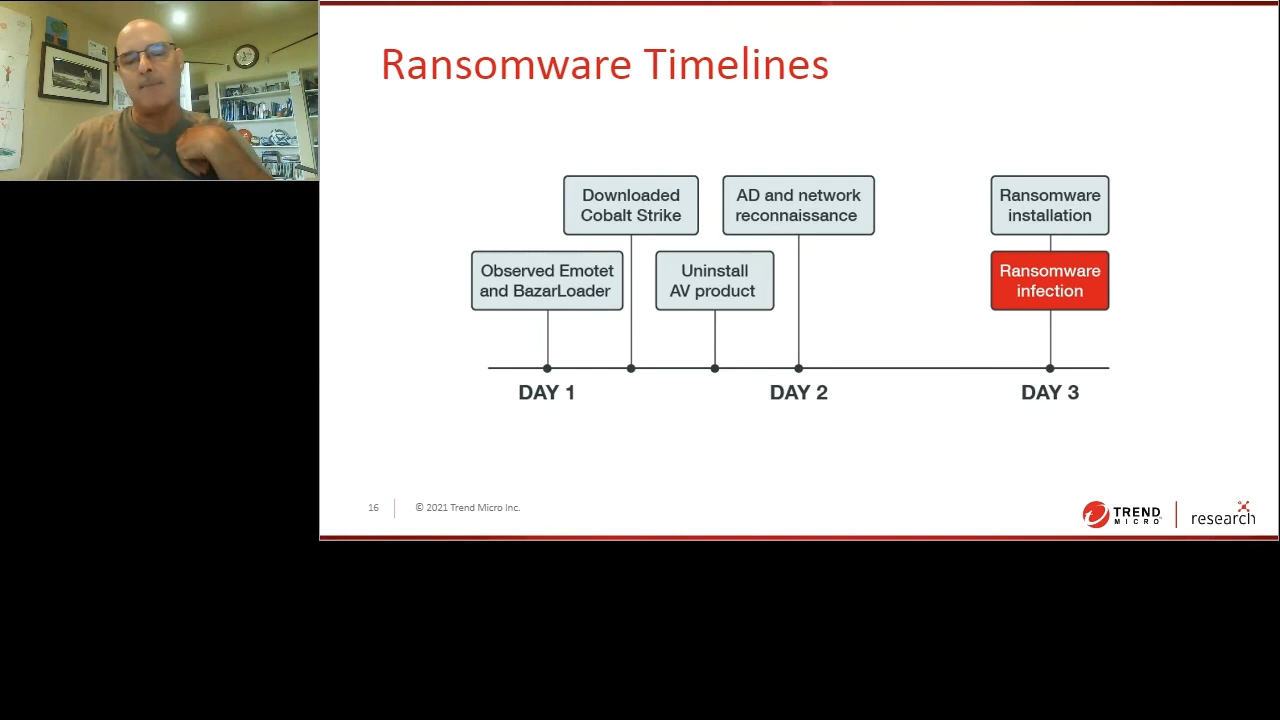 Ransomware Timelines
Downloaded
Cobalt Strike
AD and network
reconnaissance
Ransomware
installation
Observed Emotet
and BazarLoader
Uninstall
AV product
Ransomware
infection
DAY 1
DAY 2
DAY 3
16
© 2021 Trend Micro Inc.
TREND
MICRO
research